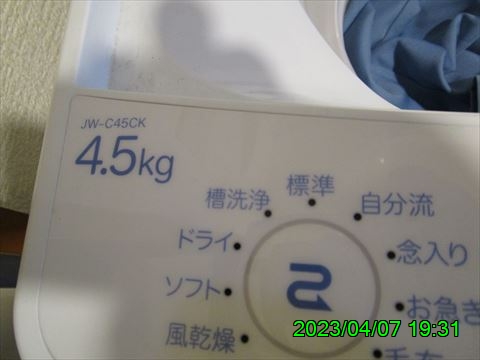 JW-C45CK
4.5kg
標準
槽洗浄
自分流
ドライ
念入り
ソフト
お急ぎ
風乾燥
2023/04/07 19:31